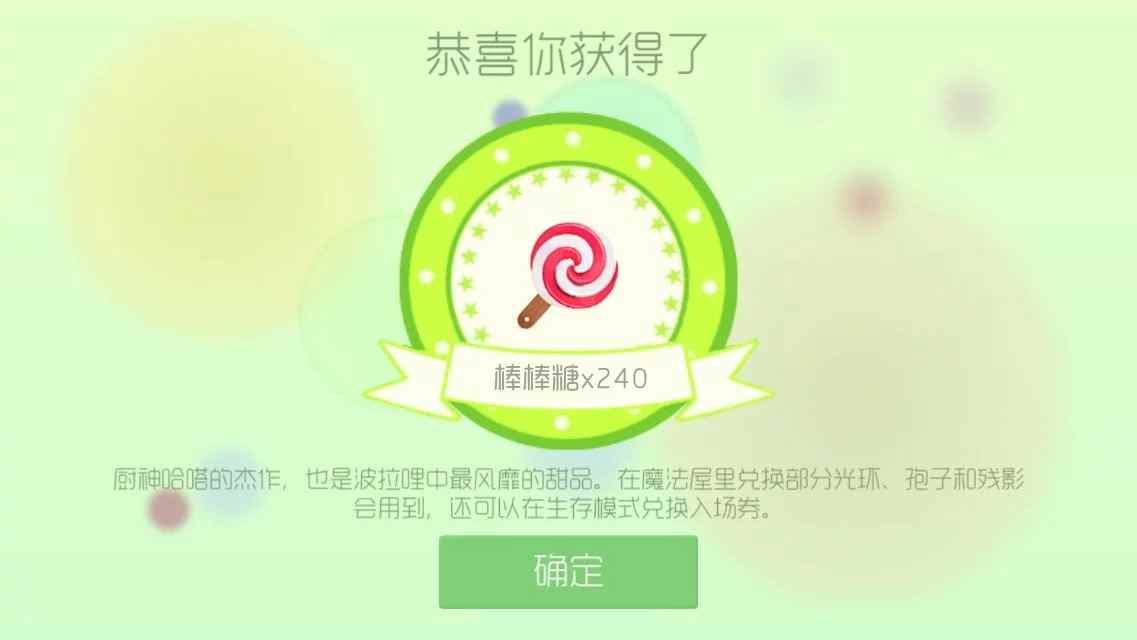 恭喜你获得了
棒棒糖x240
厨神哈嗒的杰作，也是波拉哩中最风靡的甜品。在魔法屋里兑换部分光环、孢子和残影
会用到，还可以在生存模式兑换入场券。
确定